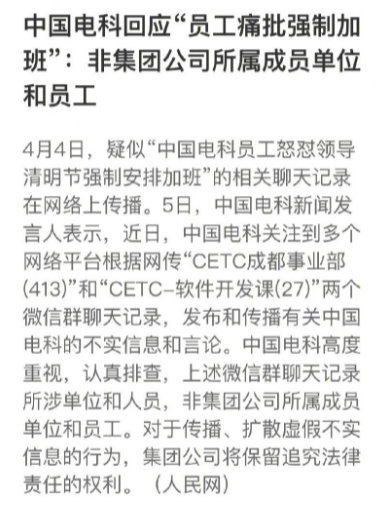 中国电科回应“员工痛批强制加
班”：非集团公司所属成员单位
和员工
4月4日，疑似“中国电科员工怒怼领导
清明节强制安排加班”的相关聊天记录
在网络上传播。5日，中国电科新闻发
言人表示，近日，中国电科关注到多个
网络平台根据网传“CETC成都事业部
(413)”和“CETC-软件开发课(27)”两个
微信群聊天记录，发布和传播有关中国
电科的不实信息和言论。中国电科高度
重视，认真排查，上述微信群聊天记录
所涉单位和人员，非集团公司所属成员
单位和员工。对于传播、扩散虚假不实
信息的行为，集团公司将保留追究法律
责任的权利。（人民网）